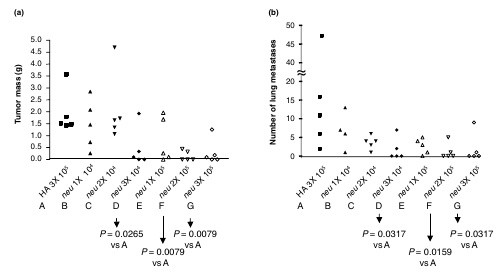 (a)
Tumor mass (g)
5.0
4.5
4.0
3.5
3.0
2.5
2.0
1.5
1.0
0.5
0.0
HA 3X 10⁵
neu 1X 10⁴
neu 2X 10⁴
neu 3X 10⁴
neu 1X 10⁵
neu 2X 10⁵
neu 3X 10⁵
A B C D E F G
P = 0.0265
vs A
P = 0.0079
vs A
P = 0.0079
vs A
(b)
Number of lung metastases
50
45
40
20
15
10
5
0
HA 3X 10⁵
neu 1X 10⁴
neu 2X 10⁴
neu 3X 10⁴
neu 1X 10⁵
neu 2X 10⁵
neu 3X 10⁵
A B C D E F G
P = 0.0317
vs A
P = 0.0159
vs A
P = 0.0317
vs A